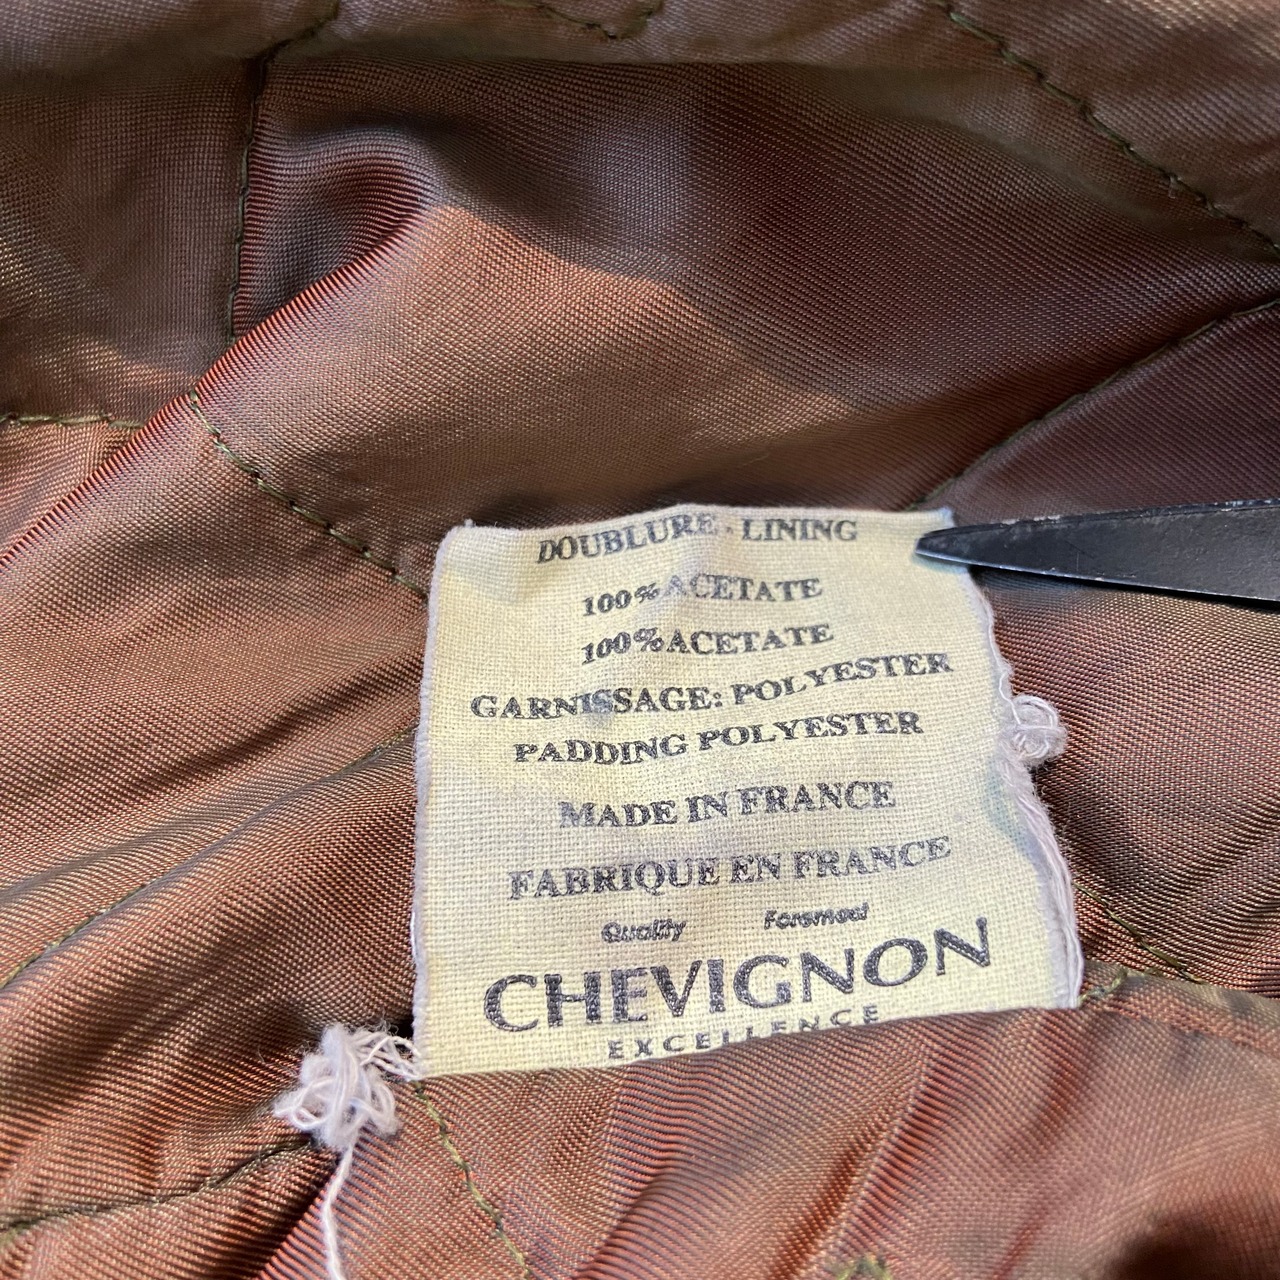 DOUBLURE · LINING
100% ACETATE
100% ACETATE
GARNISSAGE: POLYESTER
PADDING POLYESTER
MADE IN FRANCE
FABRIQUE EN FRANCE
Quality Foremost
CHEVIGNON
EXCELLENCE